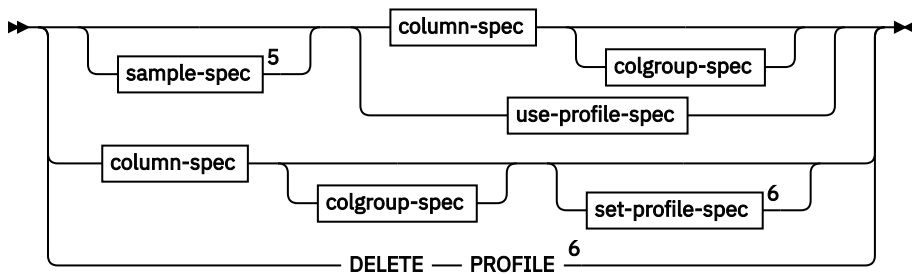 column-spec
sample-spec 5
colgroup-spec
use-profile-spec
column-spec
colgroup-spec
set-profile-spec 6
DELETE PROFILE 6